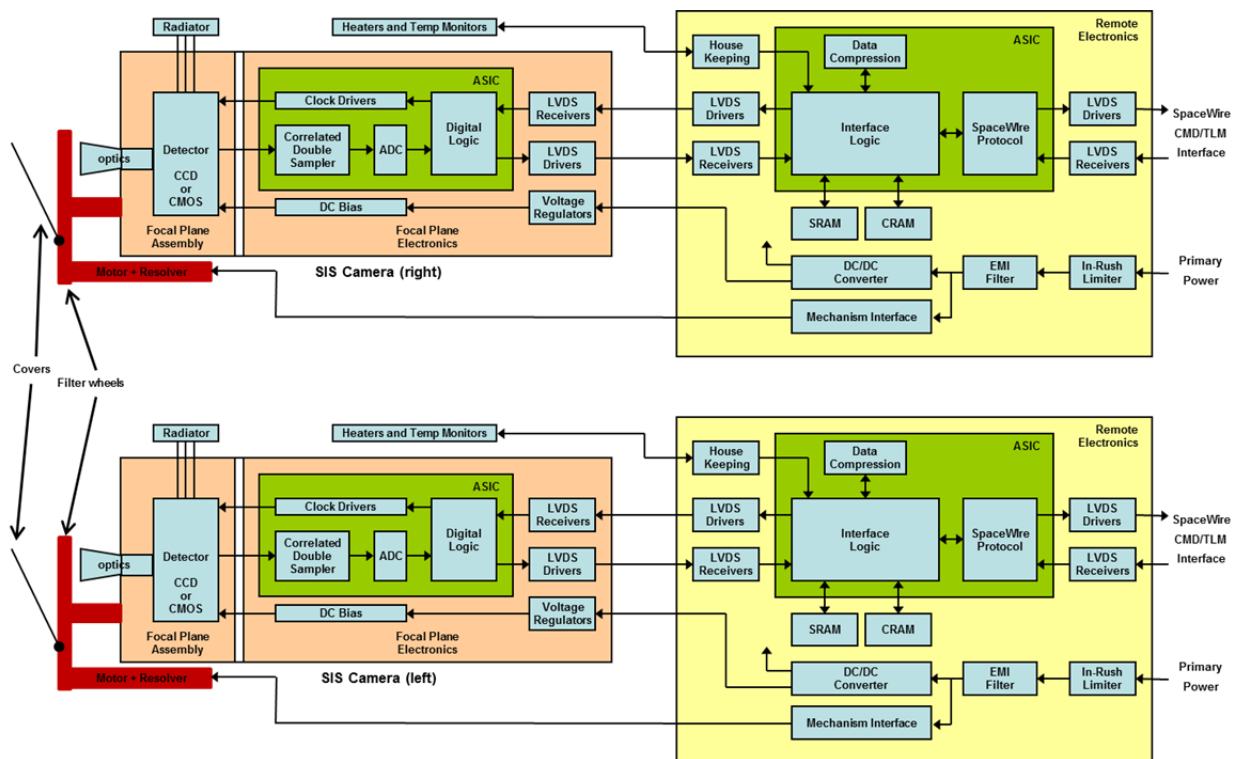 Radiator
Heaters and Temp Monitors
Remote
Electronics
ASIC
House
Keeping
Data
Compression
ASIC
Clock Drivers
Correlated
Double
Sampler
ADC
Digital
Logic
LVDS
Receivers
LVDS
Drivers
LVDS
Drivers
LVDS
Receivers
Interface
Logic
SpaceWIre
Protocol
LVDS
Drivers
LVDS
Receivers
SpaceWire
CMD/TLM
Interface
optics
Detector
CCD
or
CMOS
DC Bias
Voltage
Regulators
SRAM
CRAM
Focal Plane
Assembly
Focal Plane
Electronics
SIS Camera (right)
Motor + Resolver
DC/DC
Converter
EMI
Filter
In-Rush
Limiter
Primary
Power
Mechanism Interface
Covers
Filter wheels
Radiator
Heaters and Temp Monitors
Remote
Electronics
ASIC
House
Keeping
Data
Compression
ASIC
Clock Drivers
Correlated
Double
Sampler
ADC
Digital
Logic
LVDS
Receivers
LVDS
Drivers
LVDS
Drivers
LVDS
Receivers
Interface
Logic
SpaceWIre
Protocol
LVDS
Drivers
LVDS
Receivers
SpaceWire
CMD/TLM
Interface
optics
Detector
CCD
or
CMOS
DC Bias
Voltage
Regulators
SRAM
CRAM
Focal Plane
Assembly
Focal Plane
Electronics
SIS Camera (left)
Motor + Resolver
DC/DC
Converter
EMI
Filter
In-Rush
Limiter
Primary
Power
Mechanism Interface